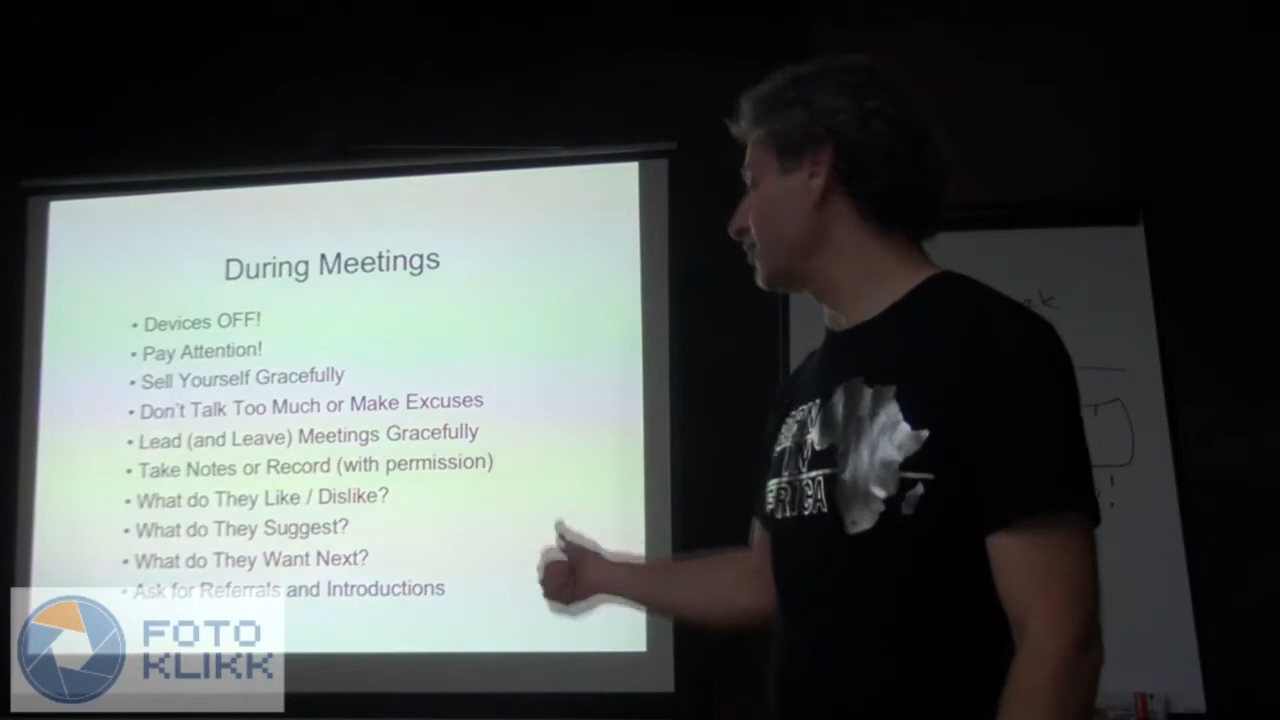 During Meetings
• Devices OFF!
• Pay Attention!
• Sell Yourself Gracefully
• Don't Talk Too Much or Make Excuses
• Lead (and Leave) Meetings Gracefully
• Take Notes or Record (with permission)
• What do They Like / Dislike?
• What do They Suggest?
• What do They Want Next?
• Ask for Referrals and Introductions
FOTO
KLIKK